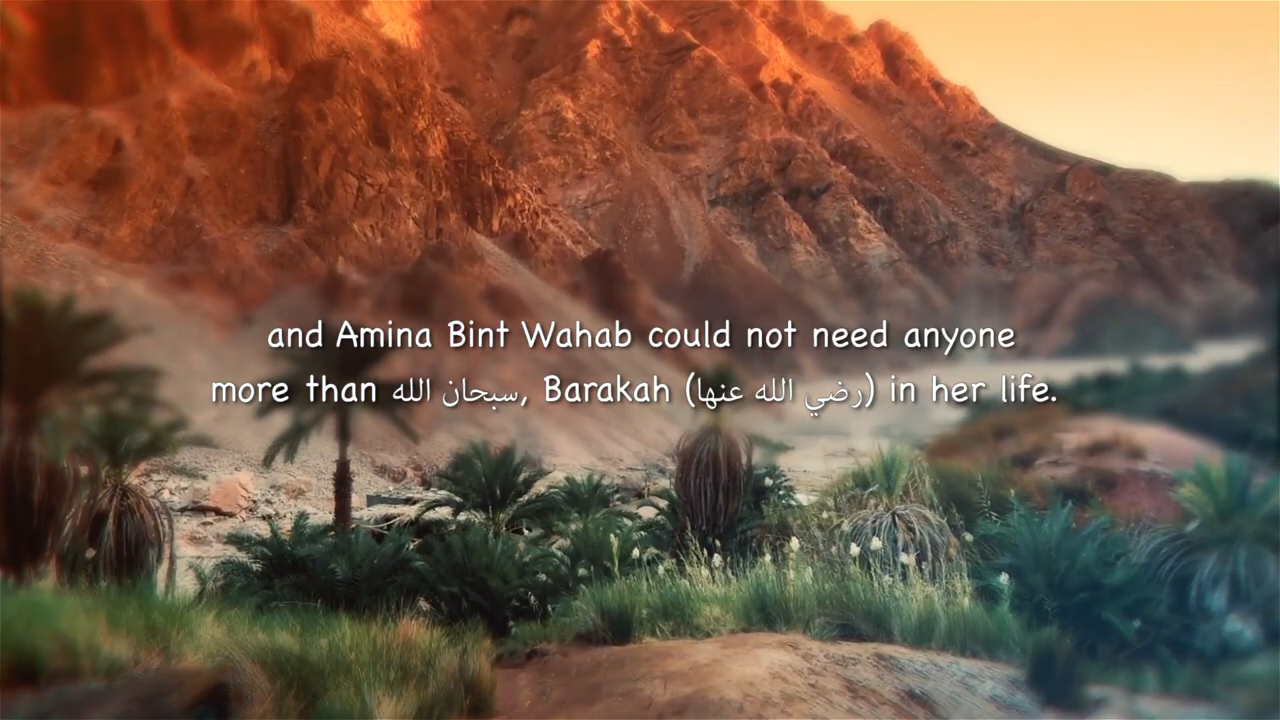 and Amina Bint Wahab could not need anyone
more than سبحان الله, Barakah (رضي الله عنها) in her life.